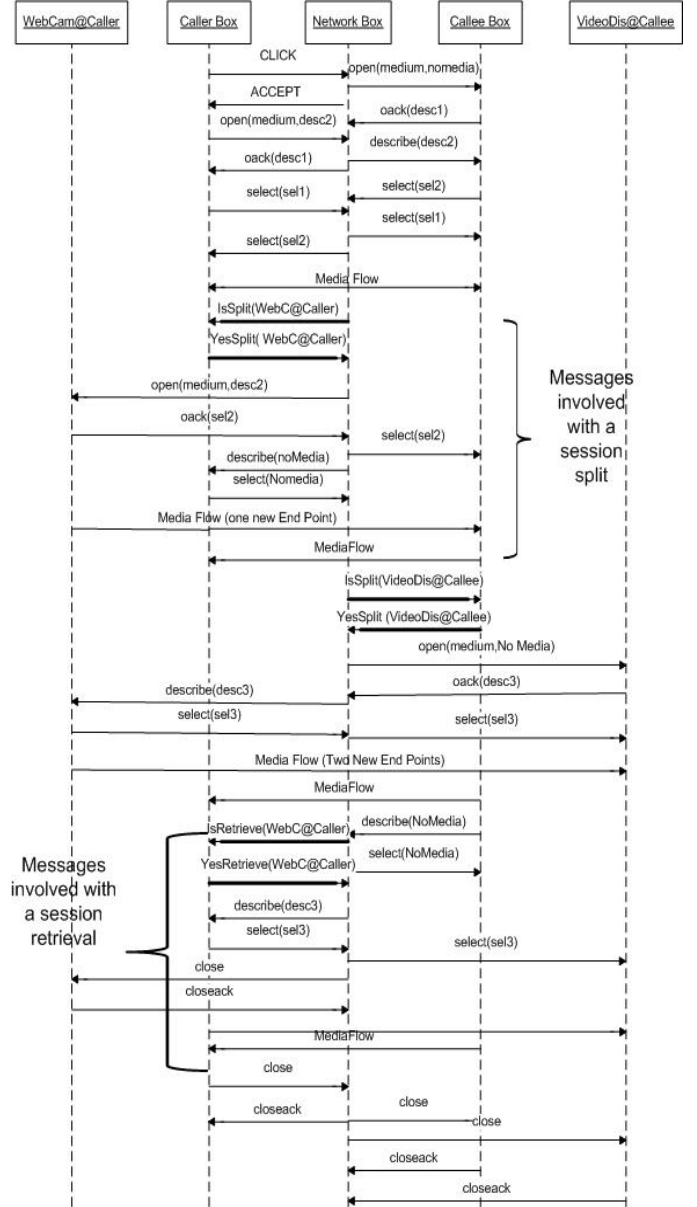 WebCam@Caller
Caller Box
Network Box
Callee Box
VideoDis@Callee
CLICK
open(medium,nomedia)
ACCEPT
oack(desc1)
open(medium,desc2)
describe(desc2)
oack(desc1)
select(sel2)
select(sel1)
select(sel1)
select(sel2)
Media Flow
IsSplit(WebC@Caller)
YesSplit( WebC@Caller)
open(medium,desc2)
oack(sel2)
select(sel2)
describe(noMedia)
select(Nomedia)
Media Flow (one new End Point)
MediaFlow
Messages
involved
with a
session
split
IsSplit(VideoDis@Callee)
YesSplit (VideoDis@Callee)
open(medium,No Media)
oack(desc3)
describe(desc3)
select(sel3)
select(sel3)
Media Flow (Two New End Points)
MediaFlow
describe(NoMedia)
IsRetrieve(WebC@Caller)
select(NoMedia)
YesRetrieve(WebC@Caller)
describe(desc3)
select(sel3)
select(sel3)
close
closeack
Messages
involved with
a session
retrieval
MediaFlow
close
close
closeack
close
closeack
closeack